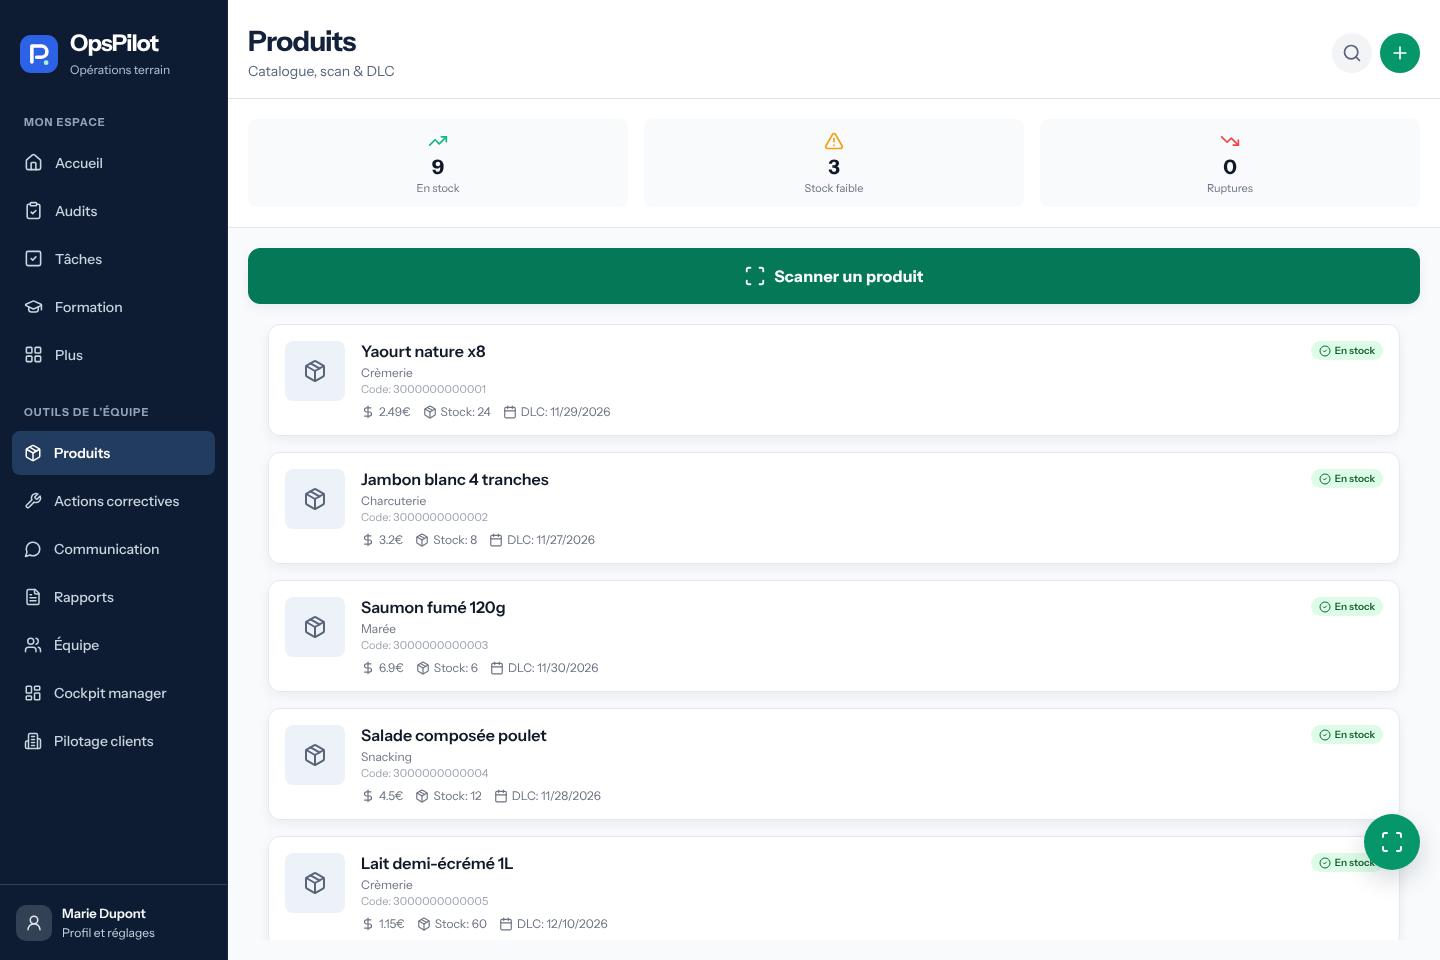 OpsPilot
Opérations terrain
MON ESPACE
Accueil
Audits
Tâches
Formation
Plus
OUTILS DE L'ÉQUIPE
Produits
Actions correctives
Communication
Rapports
Équipe
Cockpit manager
Pilotage clients
Marie Dupont
Profil et réglages
Produits
Catalogue, scan & DLC
9
En stock
3
Stock faible
0
Ruptures
Scanner un produit
Yaourt nature x8
En stock
Crèmerie
Code: 3000000000001
2.49€ Stock: 24 DLC: 11/29/2026
Jambon blanc 4 tranches
En stock
Charcuterie
Code: 3000000000002
3.2€ Stock: 8 DLC: 11/27/2026
Saumon fumé 120g
En stock
Marée
Code: 3000000000003
6.9€ Stock: 6 DLC: 11/30/2026
Salade composée poulet
En stock
Snacking
Code: 3000000000004
4.5€ Stock: 12 DLC: 11/28/2026
Lait demi-écrémé 1L
En stock
Crèmerie
Code: 3000000000005
1.15€ Stock: 60 DLC: 12/10/2026